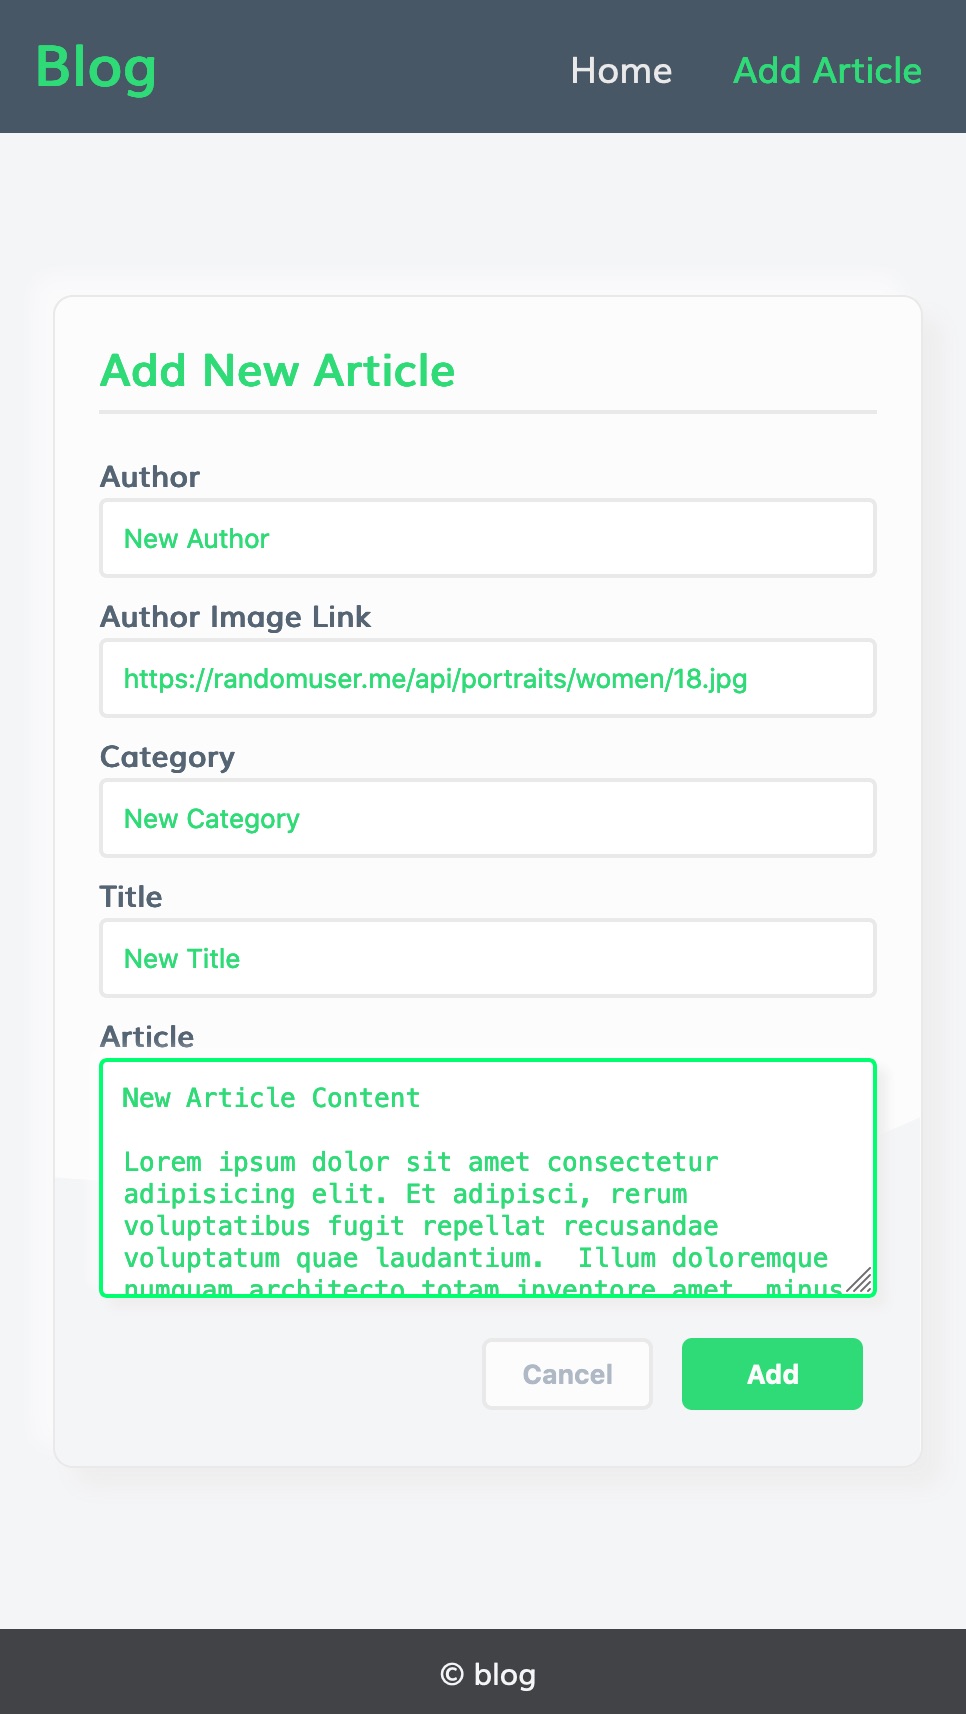 Blog
Home
Add Article
Add New Article
Author
New Author
Author Image Link
https://randomuser.me/api/portraits/women/18.jpg
Category
New Category
Title
New Title
Article
New Article Content
Lorem ipsum dolor sit amet consectetur
adipisicing elit. Et adipisci, rerum
voluptatibus fugit repellat recusandae
voluptatum quae laudantium.  Illum doloremque
numquam architecto totam inventore amet  minus
Cancel
Add
© blog